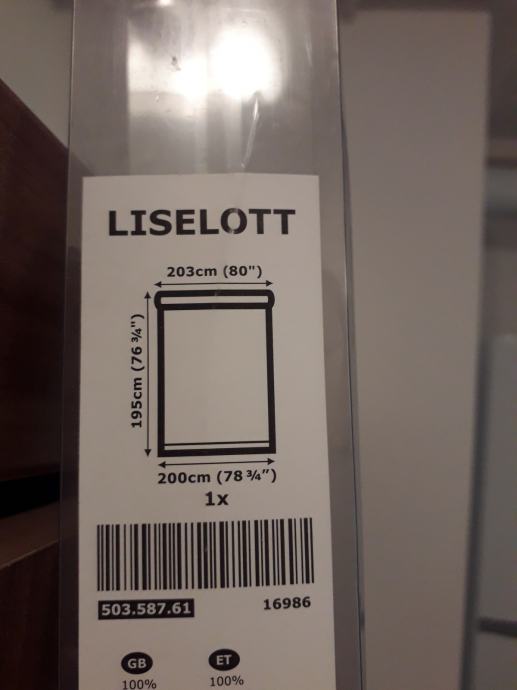 LISELOTT
203cm (80")
195cm (76 ¾")
200cm (78 ¾")
1x
503.587.61 16986
GB ET
100% 100%